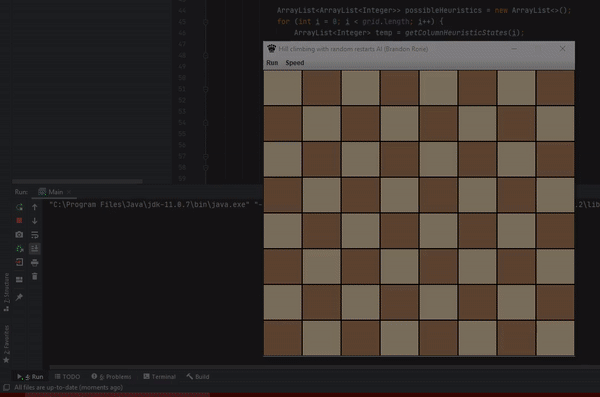 ArrayList<ArrayList<Integer>> possibleHeuristics = new ArrayList<>();
for (int i = 0; i < grid.length; i++) {
ArrayList<Integer> temp = getColumnHeuristicStates(i);
Hill climbing with random restarts AI (Brandon Roxie)
Run Speed
Run: Main
"C:\Program Files\Java\jdk-11.0.7\bin\java.exe" "-
.2\lib
Z: Structure
2: Favorites
4: Run
TODO
6: Problems
Terminal
Build
All files are up-to-date (moments ago)